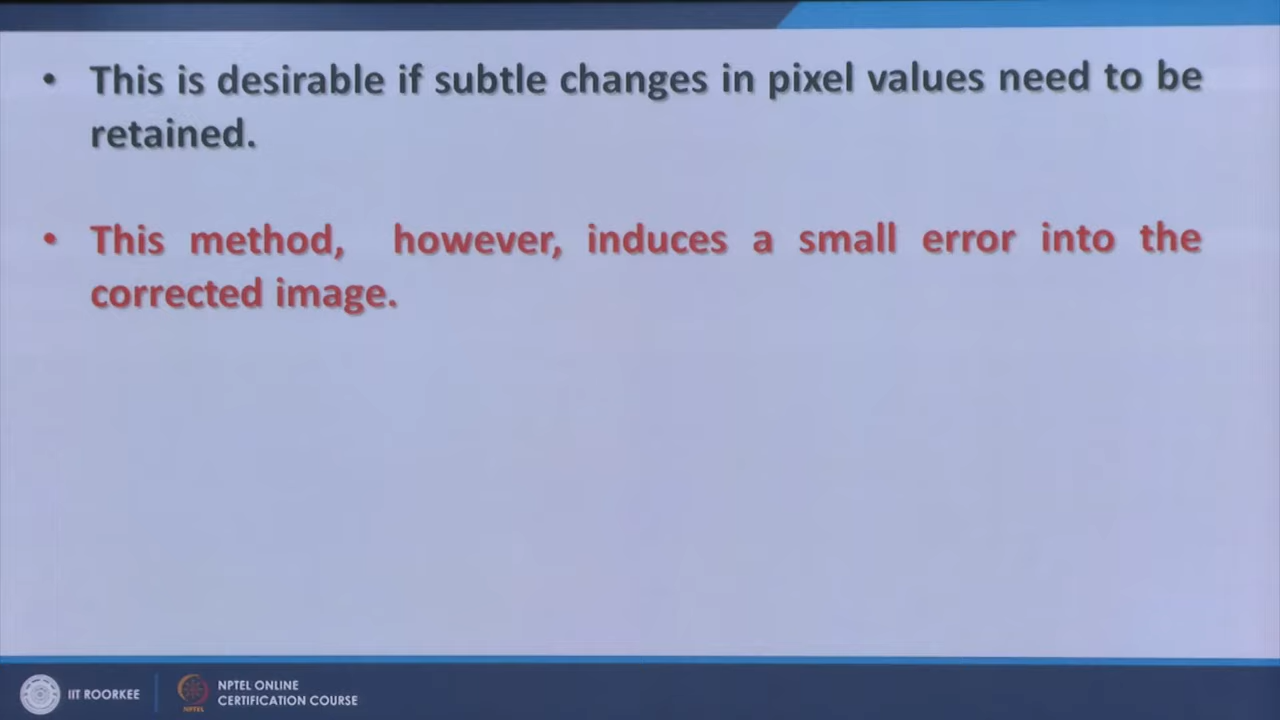 • This is desirable if subtle changes in pixel values need to be
retained.
• This method, however, induces a small error into the
corrected image.
IIT ROORKEE
NPTEL ONLINE
CERTIFICATION COURSE
NPTEL